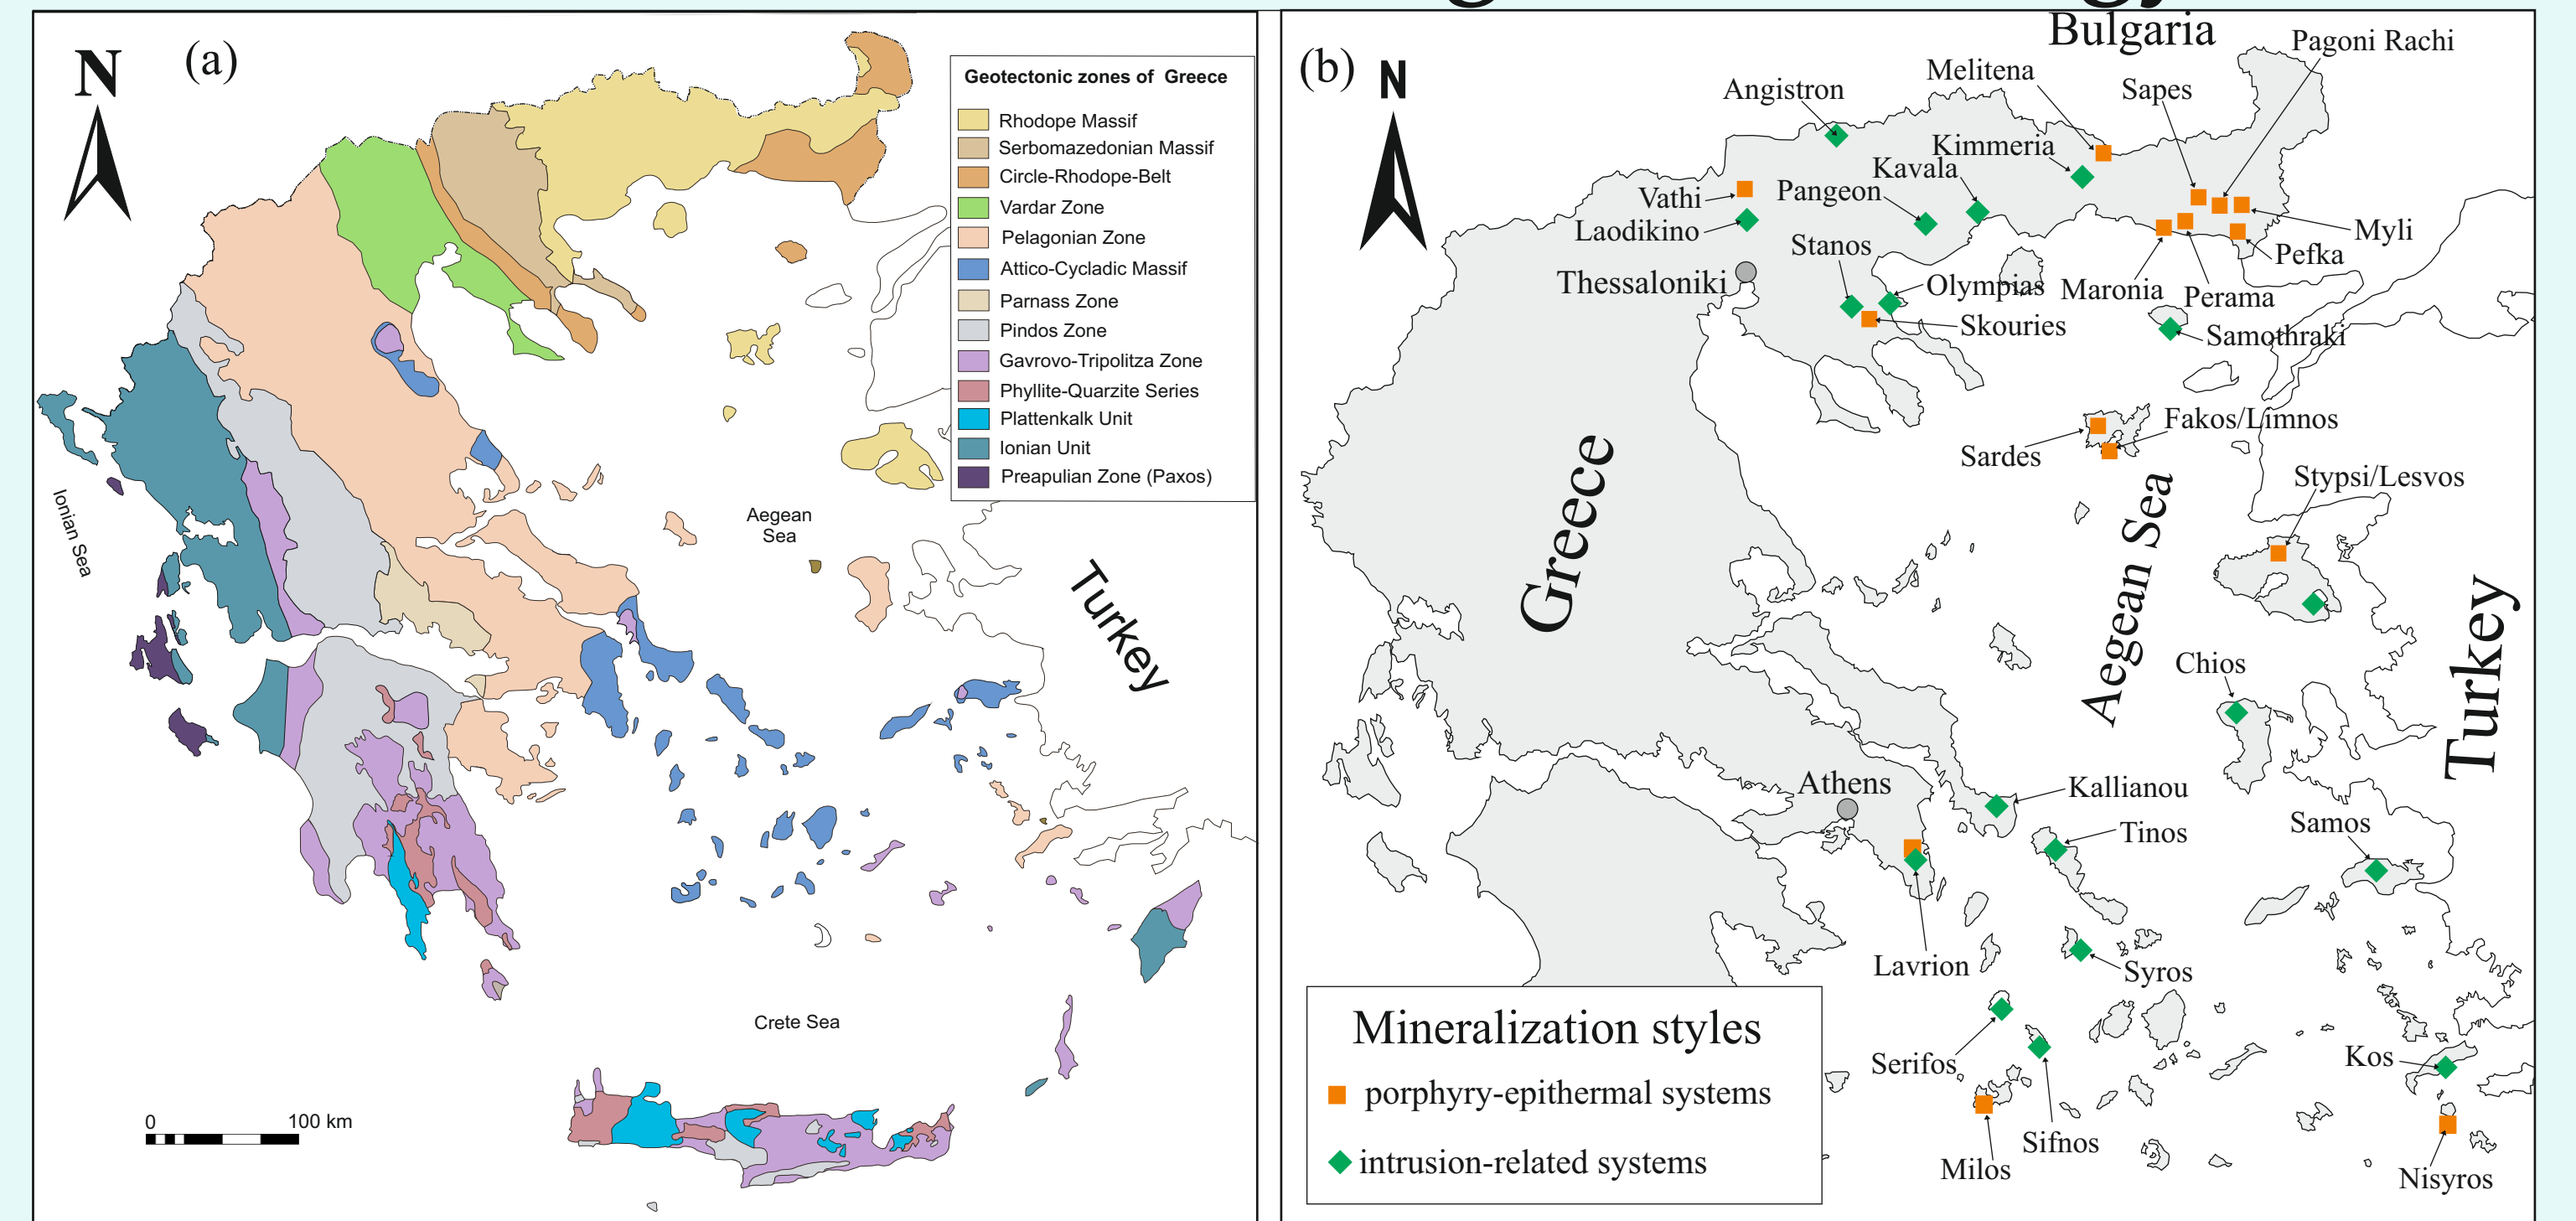 (a)
N
Geotectonic zones of Greece
Rhodope Massif
Serbomazedonian Massif
Circle-Rhodope-Belt
Vardar Zone
Pelagonian Zone
Attico-Cycladic Massif
Parnass Zone
Pindos Zone
Gavrovo-Tripolitza Zone
Phyllite-Quarzite Series
Plattenkalk Unit
Ionian Unit
Preapulian Zone (Paxos)
Ionian Sea
Aegean
Sea
Turkey
Crete Sea
0 100 km
(b)
N
Bulgaria
Pagoni Rachi
Melitena
Angistron
Sapes
Kimmeria
Kavala
Vathi
Pangeon
Laodikino
Stanos
Myli
Pefka
Thessaloniki
Olympias
Maronia
Perama
Skouries
Samothraki
Fakos/Limnos
Sardes
Greece
Aegean Sea
Stypsi/Lesvos
Turkey
Chios
Athens
Kallianou
Tinos
Samos
Lavrion
Syros
Serifos
Kos
Sifnos
Milos
Nisyros
Mineralization styles
porphyry-epithermal systems
intrusion-related systems